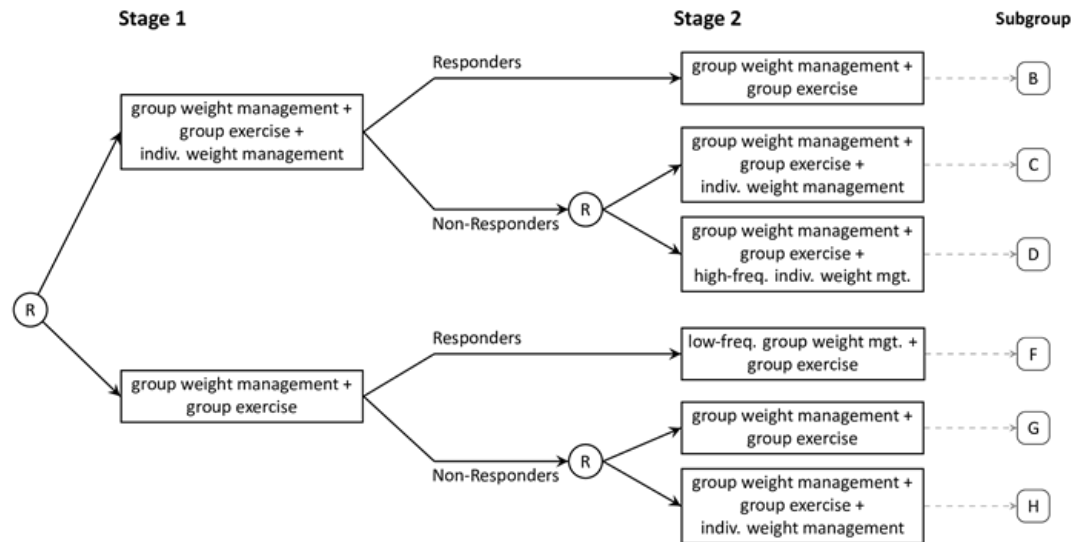 Stage 1
Stage 2
Subgroup
Responders
group weight management +
group exercise
B
group weight management +
group exercise +
indiv. weight management
group weight management +
group exercise +
indiv. weight management
C
R
Non-Responders
group weight management +
group exercise +
high-freq. indiv. weight mgt.
D
R
Responders
low-freq. group weight mgt. +
group exercise
F
group weight management +
group exercise
group weight management +
group exercise
G
R
Non-Responders
group weight management +
group exercise +
indiv. weight management
H